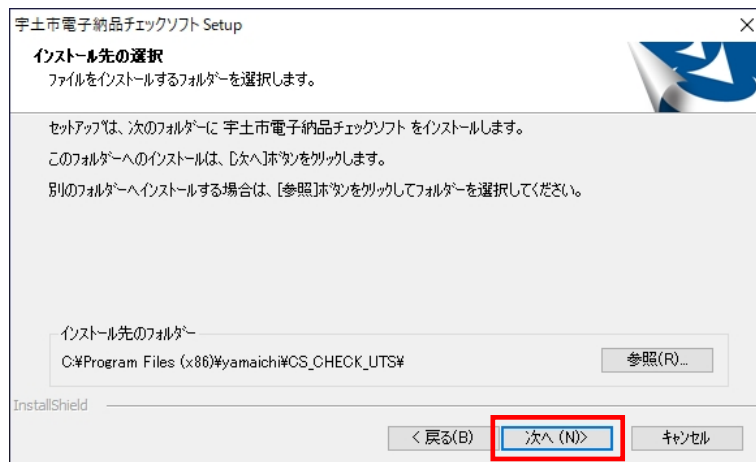 宇土市電子納品チェックソフト Setup
インストール先の選択
ファイルをインストールするフォルダーを選択します。
セットアップは、次のフォルダーに 宇土市電子納品チェックソフト をインストールします。
このフォルダーへのインストールは、[次へ]ボタンをクリックします。
別のフォルダーへインストールする場合は、[参照]ボタンをクリックしてフォルダーを選択してください。
インストール先のフォルダー
C:¥Program Files (x86)¥yamaichi¥CS_CHECK_UTS¥
参照(R)...
InstallShield
< 戻る(B)
次へ (N)>
キャンセル